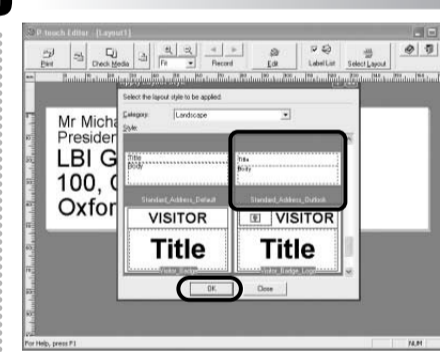 P-touch Editor - [Layout1]
Print
Check Media
Fit
Record
Edit
Label List
Select Layout
Select the layout style to be applied.
Category:
Landscape
Style:
Title
Body
Title
Body
Standard_Address_Default
Standard_Address_Outlook
VISITOR
Title
Visitor_Badge
VISITOR
Title
Visitor_Badge_Logo
OK
Close
Mr Micha
Presiden
LBI G
100, (
Oxfor
For Help, press F1
NUM